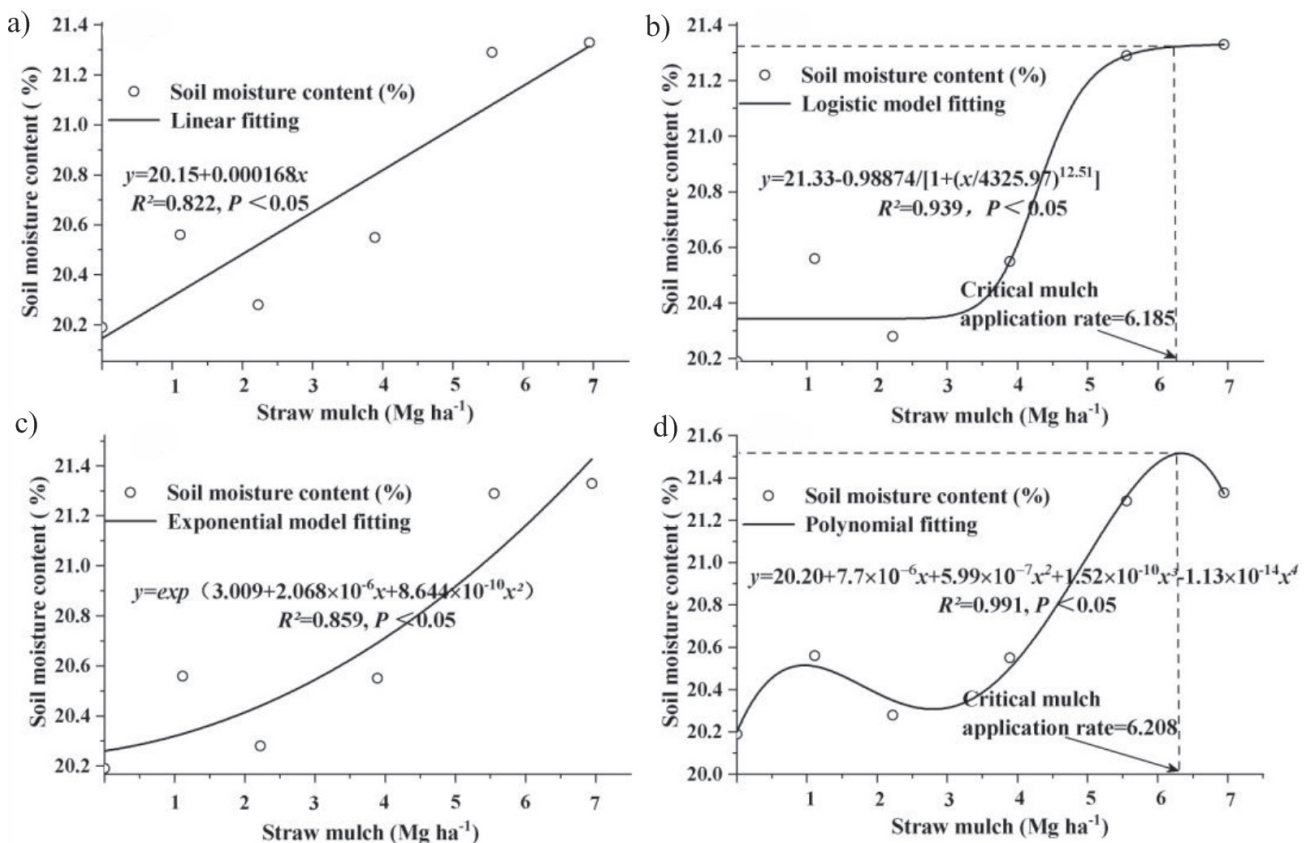 a)
21.4
21.2
21.0
20.8
20.6
20.4
20.2
Soil moisture content ( %)
Soil moisture content (%)
Linear fitting
y=20.15+0.000168x
R²=0.822, P <0.05
1 2 3 4 5 6 7
Straw mulch (Mg ha⁻¹)
b)
21.4
21.2
21.0
20.8
20.6
20.4
20.2
Soil moisture content ( %)
Soil moisture content (%)
Logistic model fitting
y=21.33-0.98874/[1+(x/4325.97)¹²·⁵¹]
R²=0.939, P <0.05
Critical mulch
application rate=6.185
1 2 3 4 5 6 7
Straw mulch (Mg ha⁻¹)
c)
21.4
21.2
21.0
20.8
20.6
20.4
20.2
Soil moisture content ( %)
Soil moisture content (%)
Exponential model fitting
y=exp（3.009+2.068×10⁻⁶x+8.644×10⁻¹⁰x²）
R²=0.859, P <0.05
1 2 3 4 5 6 7
Straw mulch (Mg ha⁻¹)
d)
21.6
21.4
21.2
21.0
20.8
20.6
20.4
20.2
20.0
Soil moisture content ( %)
Soil moisture content (%)
Polynomial fitting
y=20.20+7.7×10⁻⁶x+5.99×10⁻⁷x²+1.52×10⁻¹⁰x³-1.13×10⁻¹⁴x⁴
R²=0.991, P <0.05
Critical mulch
application rate=6.208
1 2 3 4 5 6 7
Straw mulch (Mg ha⁻¹)